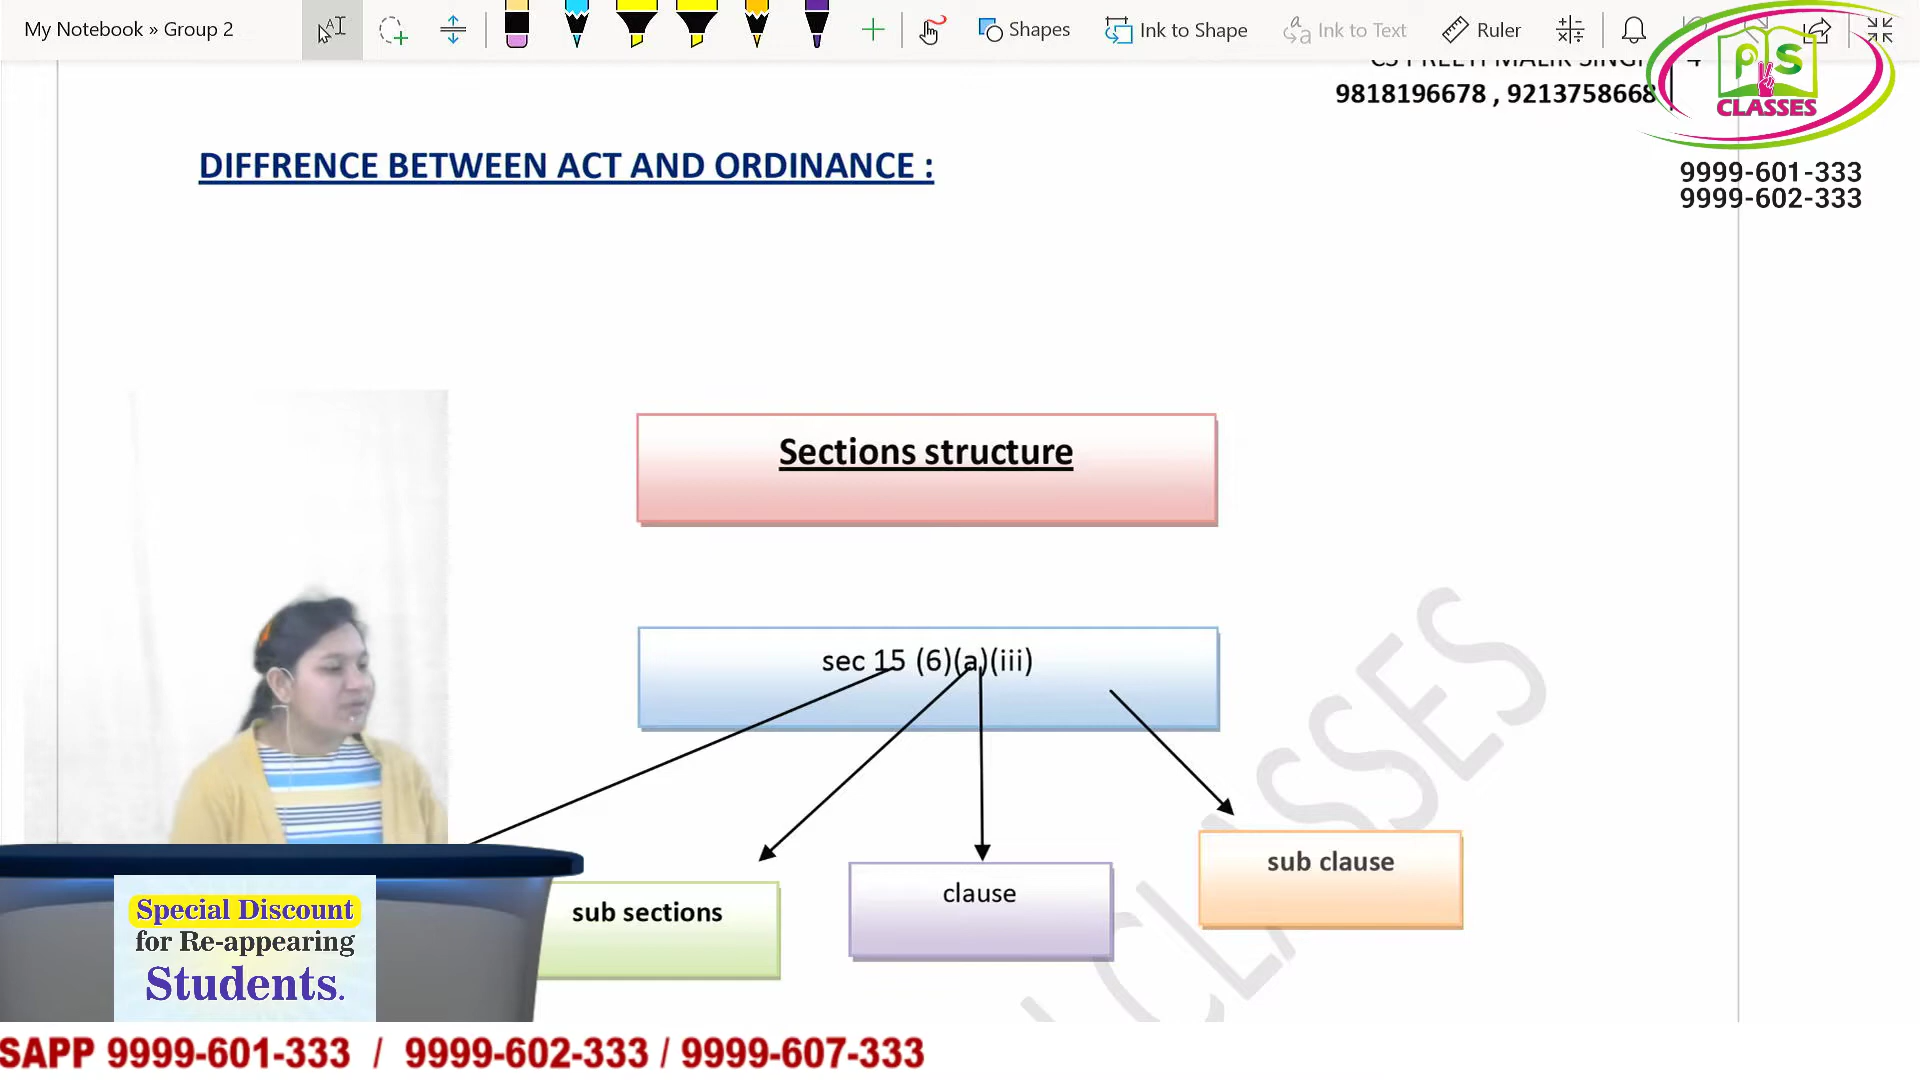 My Notebook » Group 2
Shapes
Ink to Shape
Ink to Text
Ruler
CS PREETI MALIK SINGH
4
9818196678 , 9213758668
PS
CLASSES
9999-601-333
9999-602-333
DIFFRENCE BETWEEN ACT AND ORDINANCE :
Sections structure
sec 15 (6)(a)(iii)
sub sections
clause
sub clause
CLASSES
Special Discount
for Re-appearing
Students.
SAPP 9999-601-333 / 9999-602-333 / 9999-607-333